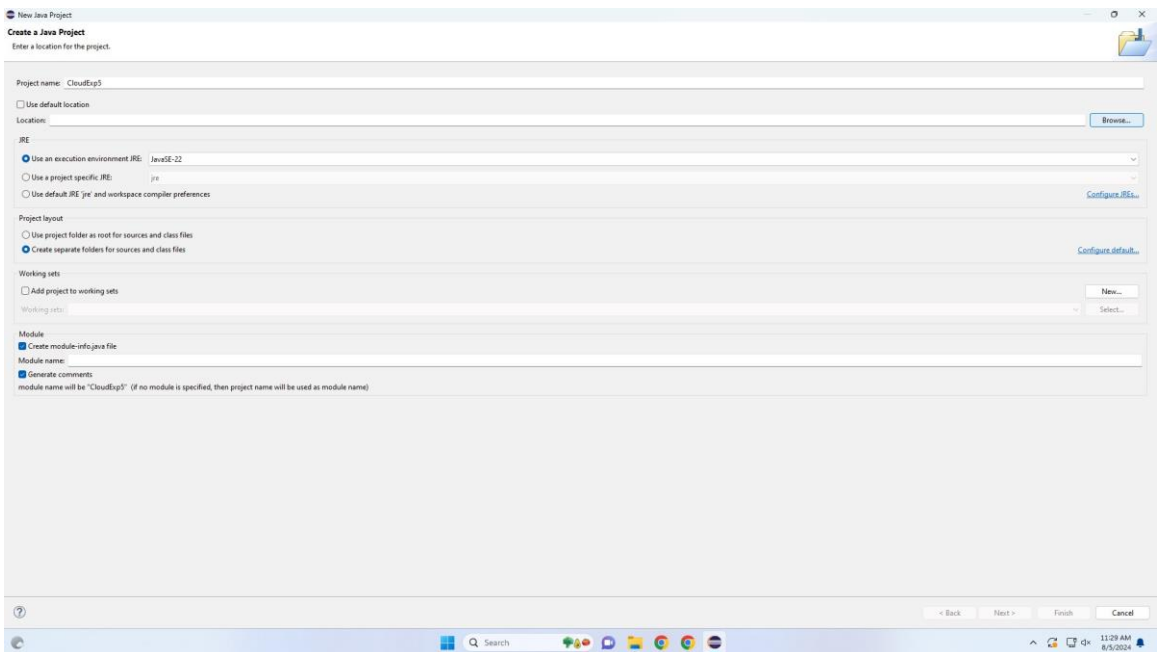 New Java Project
Create a Java Project
Enter a location for the project.
Project name: CloudExp5
Use default location
Location: Browse...
JRE
Use an execution environment JRE: JavaSE-22
Use a project specific JRE: jre
Use default JRE 'jre' and workspace compiler preferences Configure JREs...
Project layout
Use project folder as root for sources and class files
Create separate folders for sources and class files Configure default...
Working sets
Add project to working sets New...
Working sets: Select...
Module
Create module-info.java file
Module name:
Generate comments
module name will be "CloudExp5" (if no module is specified, then project name will be used as module name)
< Back Next > Finish Cancel
Search
11:29 AM
8/5/2024